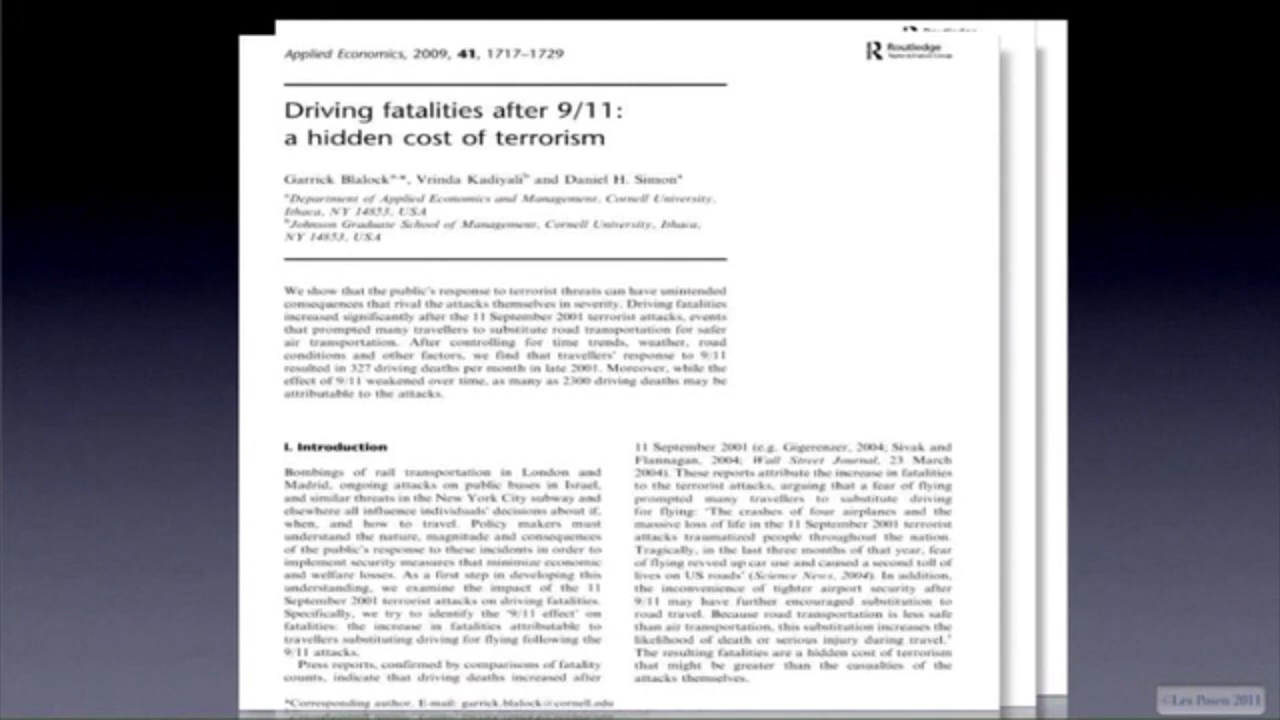 Applied Economics, 2009, 41, 1717–1729
Routledge
Driving fatalities after 9/11:
a hidden cost of terrorism
Garrick Blalock^a,*, Vrinda Kadiyali^b and Daniel H. Simon^a
^aDepartment of Applied Economics and Management, Cornell University,
Ithaca, NY 14853, USA
^bJohnson Graduate School of Management, Cornell University, Ithaca,
NY 14853, USA
We show that the public's response to terrorist threats can have unintended
consequences that rival the attacks themselves in severity. Driving fatalities
increased significantly after the 11 September 2001 terrorist attacks, events
that prompted many travellers to substitute road transportation for safer
air transportation. After controlling for time trends, weather, road
conditions and other factors, we find that travellers' response to 9/11
resulted in 327 driving deaths per month in late 2001. Moreover, while the
effect of 9/11 weakened over time, as many as 2300 driving deaths may be
attributable to the attacks.
I. Introduction
Bombings of rail transportation in London and
Madrid, ongoing attacks on public buses in Israel,
and similar threats in the New York City subway and
elsewhere all influence individuals' decisions about if,
when, and how to travel. Policy makers must
understand the nature, magnitude and consequences
of the public's response to these incidents in order to
implement security measures that minimize economic
and welfare losses. As a first step in developing this
understanding, we examine the impact of the 11
September 2001 terrorist attacks on driving fatalities.
Specifically, we try to identify the '9/11 effect' on
fatalities: the increase in fatalities attributable to
travellers substituting driving for flying following the
9/11 attacks.
Press reports, confirmed by comparisons of fatality
counts, indicate that driving deaths increased after
11 September 2001 (e.g. Gigerenzer, 2004; Sivak and
Flannagan, 2004; Wall Street Journal, 23 March
2004). These reports attribute the increase in fatalities
to the terrorist attacks, arguing that a fear of flying
prompted many travellers to substitute driving
for flying: 'The crashes of four airplanes and the
massive loss of life in the 11 September 2001 terrorist
attacks traumatized people throughout the nation.
Tragically, in the last three months of that year, fear
of flying revved up car use and caused a second toll of
lives on US roads' (Science News, 2004). In addition,
the inconvenience of tighter airport security after
9/11 may have further encouraged substitution to
road travel. Because road transportation is less safe
than air transportation, this substitution increases the
likelihood of death or serious injury during travel.
The resulting fatalities are a hidden cost of terrorism
that might be greater than the casualties of the
attacks themselves.
*Corresponding author. E-mail: garrick.blalock@cornell.edu
©Les Posen 2011